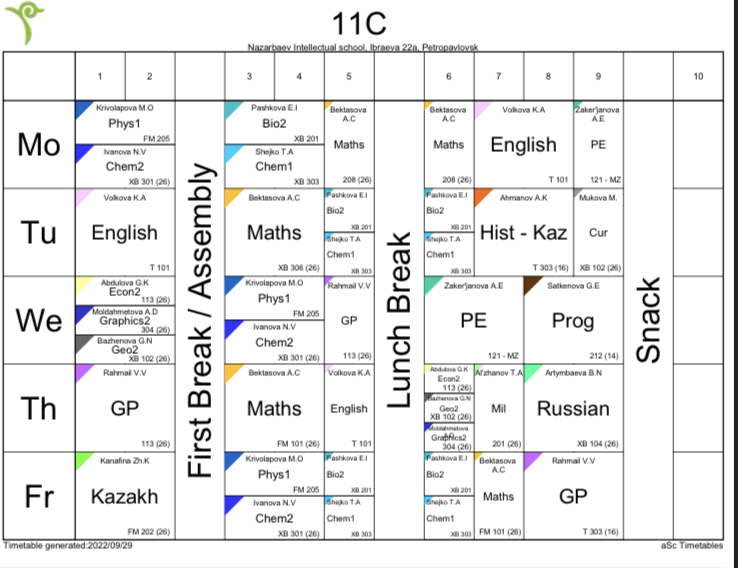 11C
Nazarbaev Intellectual school, Ibraeva 22a, Petropavlovsk
1 2 3 4 5 6 7 8 9 10
First Break / Assembly
Lunch Break
Snack
Mo
Krivolapova M.O
Phys1
FM 205
Ivanova N.V
Chem2
XB 301 (26)
Pashkova E.I
Bio2
XB 201
Shejko T.A
Chem1
XB 303
Bektasova
A.C
Maths
208 (26)
Bektasova
A.C
Maths
208 (26)
Volkova K.A
English
T 101
Zaker'janova
A.E
PE
121 - MZ
Tu
Volkova K.A
English
T 101
Bektasova A.C
Maths
XB 306 (26)
Pashkova E.I
Bio2
XB 201
Shejko T.A
Chem1
XB 303
Pashkova E.I
Bio2
XB 201
Shejko T.A
Chem1
XB 303
Ahmanov A.K
Hist - Kaz
T 303 (16)
Mukova M.
Cur
XB 102 (26)
We
Abdulova G.K
Econ2
113 (26)
Moldahmetova A.D
Graphics2
304 (26)
Bazhenova G.N
Geo2
XB 102 (26)
Krivolapova M.O
Phys1
FM 205
Ivanova N.V
Chem2
XB 301 (26)
Rahmail V.V
GP
113 (26)
Zaker'janova A.E
PE
121 - MZ
Satkenova G.E
Prog
212 (14)
Th
Rahmail V.V
GP
113 (26)
Bektasova A.C
Maths
FM 101 (26)
Volkova K.A
English
T 101
Abdulova G.K
Econ2
113 (26)
Bazhenova G.N
Geo2
XB 102 (26)
Moldahmetova
Graphics2
304 (26)
Afzhanov T.A
Mil
201 (26)
Artymbaeva B.N
Russian
XB 104 (26)
Fr
Kanafina Zh.K
Kazakh
FM 202 (26)
Krivolapova M.O
Phys1
FM 205
Ivanova N.V
Chem2
XB 301 (26)
Pashkova E.I
Bio2
XB 201
Shejko T.A
Chem1
XB 303
Pashkova E.I
Bio2
XB 201
Shejko T.A
Chem1
XB 303
Bektasova
A.C
Maths
FM 101 (26)
Rahmail V.V
GP
T 303 (16)
Timetable generated:2022/09/29
aSc Timetables